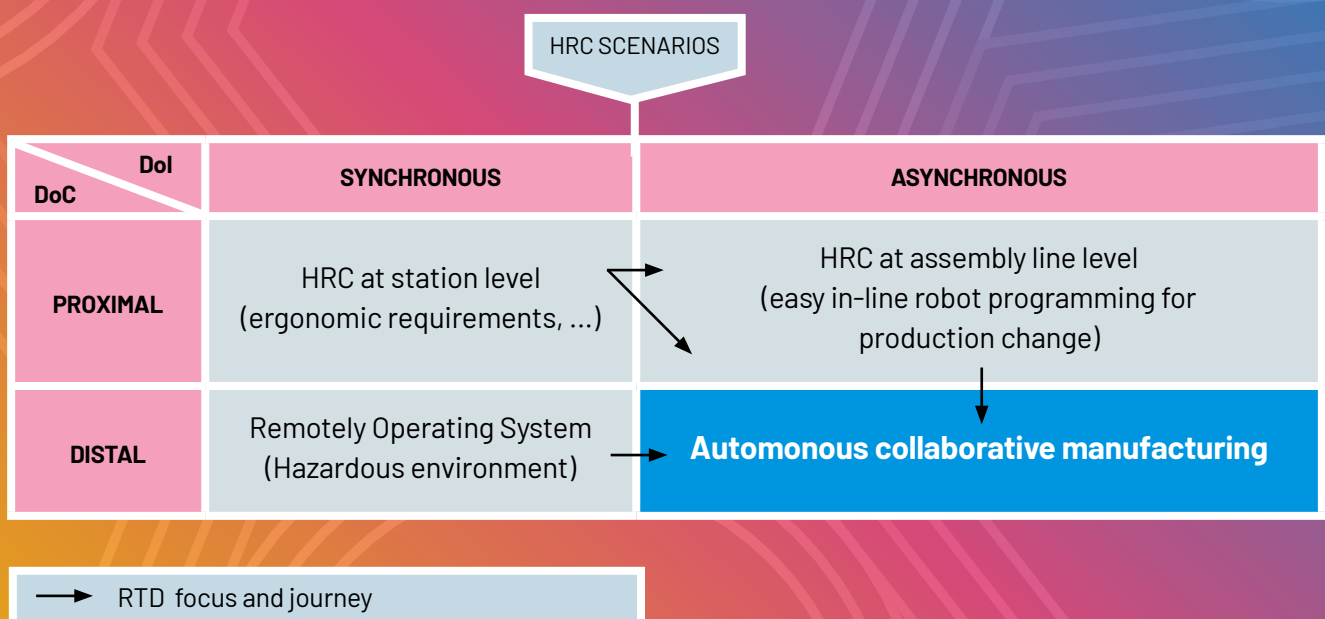 HRC SCENARIOS
DoI
DoC
SYNCHRONOUS
ASYNCHRONOUS
PROXIMAL
HRC at station level
(ergonomic requirements, ...)
HRC at assembly line level
(easy in-line robot programming for
production change)
DISTAL
Remotely Operating System
(Hazardous environment)
Automonous collaborative manufacturing
RTD focus and journey